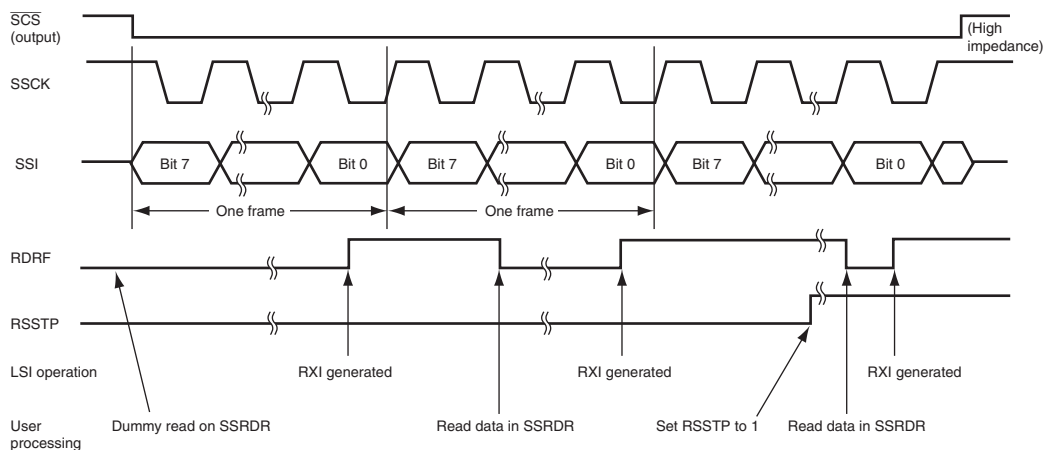 SCS
(output)
(High
impedance)
SSCK
SSI
Bit 7
Bit 0
Bit 7
Bit 0
Bit 7
Bit 0
One frame
One frame
RDRF
RSSTP
LSI operation
RXI generated
RXI generated
RXI generated
User
processing
Dummy read on SSRDR
Read data in SSRDR
Set RSSTP to 1
Read data in SSRDR